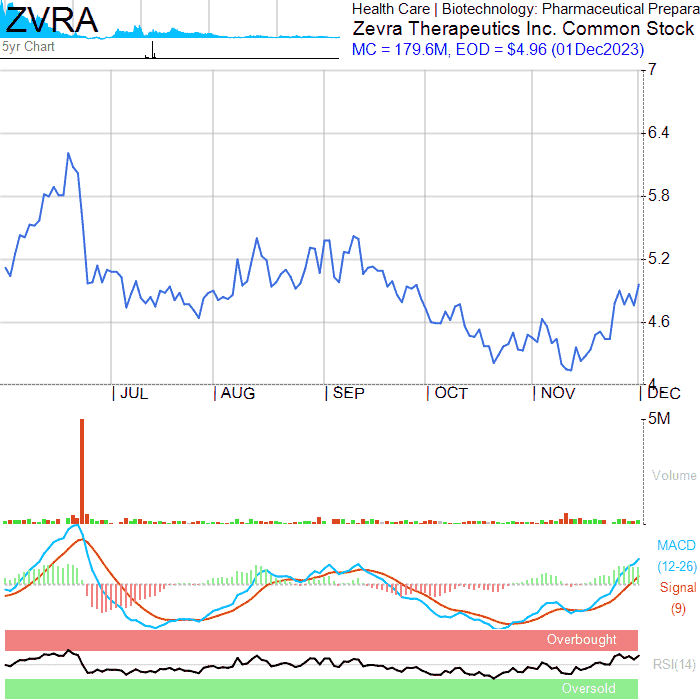 ZVRA
5yr Chart
Health Care | Biotechnology: Pharmaceutical Prepara
Zevra Therapeutics Inc. Common Stock
MC = 179.6M, EOD = $4.96 (01Dec2023)
7
6.4
5.8
5.2
4.6
4
JUL
AUG
SEP
OCT
NOV
DEC
5M
Volume
MACD
(12-26)
Signal
(9)
Overbought
RSI(14)
Oversold